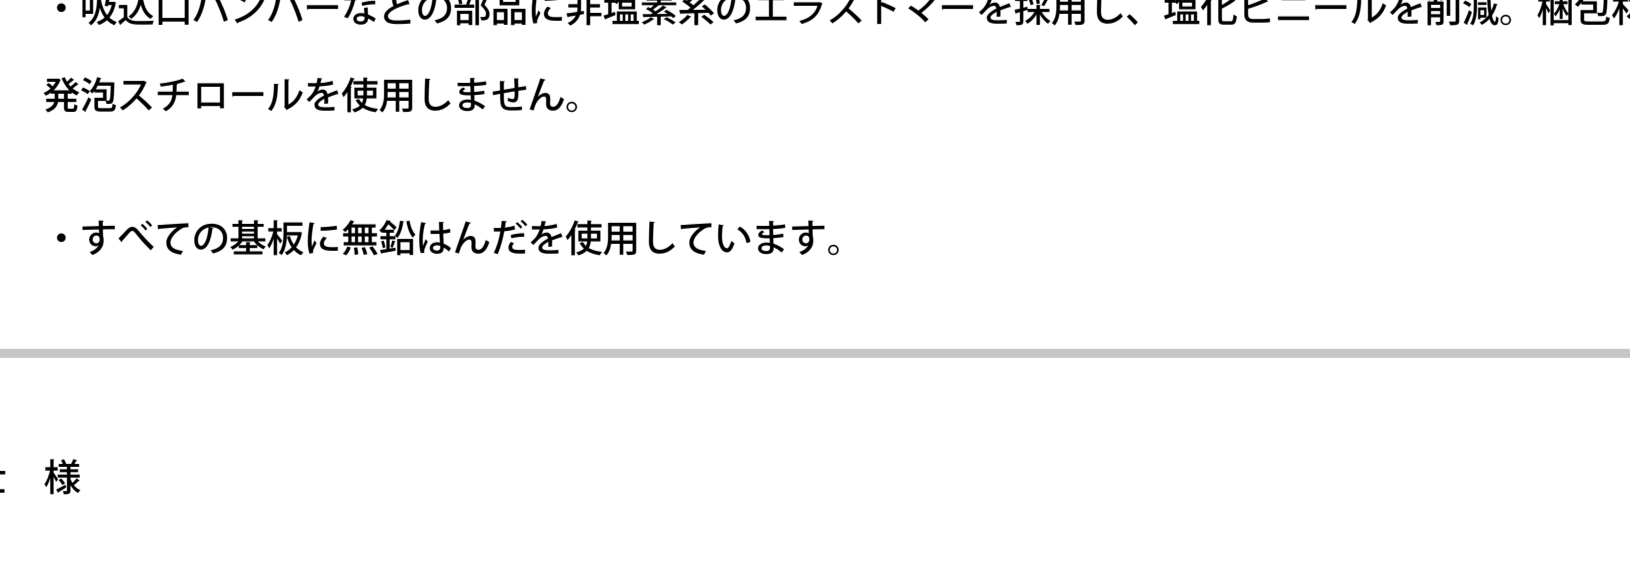 ・吸込口バンパーなどの部品に非塩素系のエラストマーを採用し、塩化ビニールを削減。梱包
発泡スチロールを使用しません。
・すべての基板に無鉛はんだを使用しています。
様